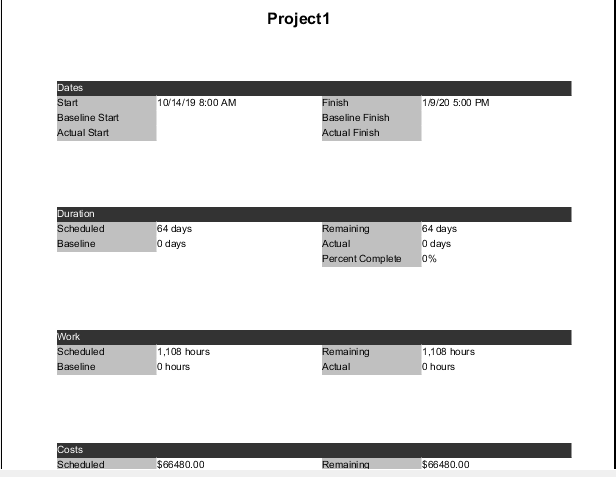 Project1
Dates
Start 10/14/19 8:00 AM Finish 1/9/20 5:00 PM
Baseline Start Baseline Finish
Actual Start Actual Finish
Duration
Scheduled 64 days Remaining 64 days
Baseline 0 days Actual 0 days
Percent Complete 0%
Work
Scheduled 1,108 hours Remaining 1,108 hours
Baseline 0 hours Actual 0 hours
Costs
Scheduled $66480.00 Remaining $66480.00